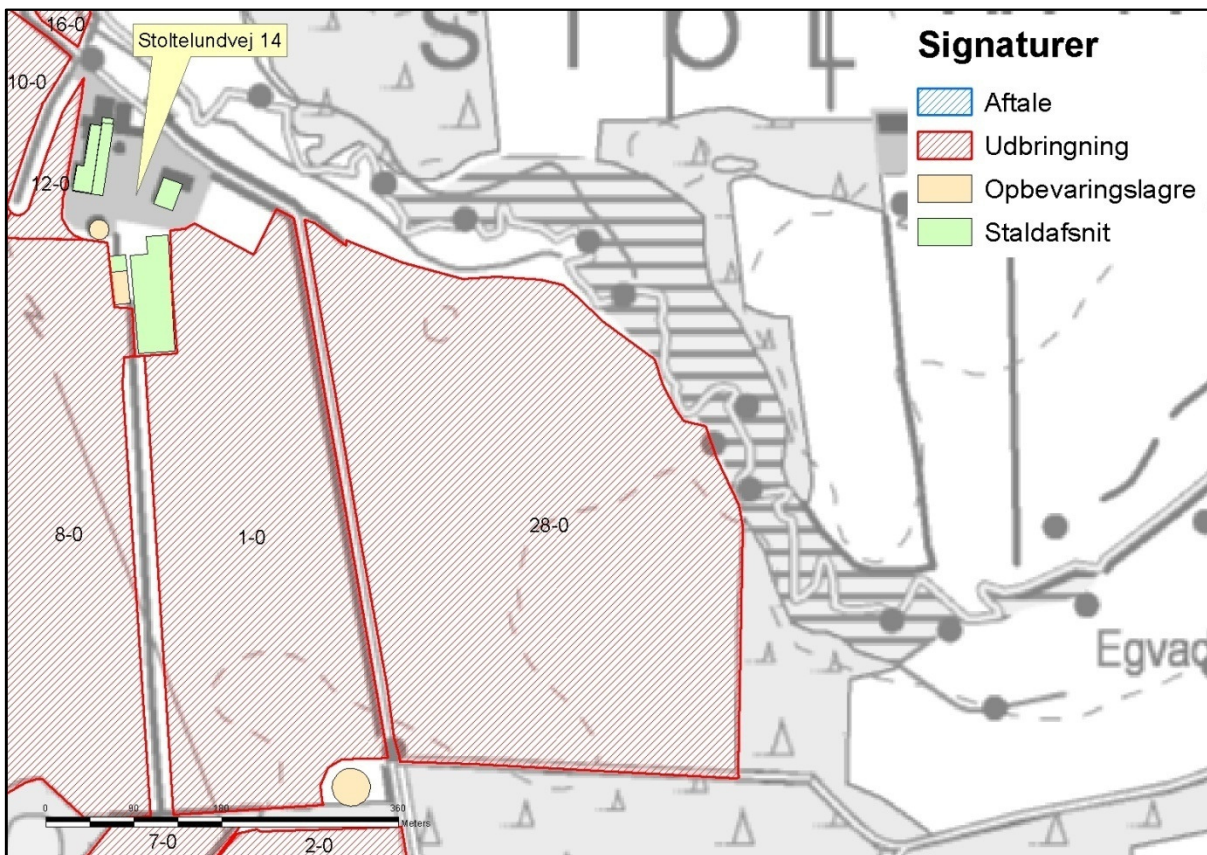 16-0
Stoltelundvej 14
10-0
12-0
Signaturer
Aftale
Udbringning
Opbevaringslagre
Staldafsnit
8-0
1-0
28-0
Egvad
0 90 180 360
Meters
7-0
2-0